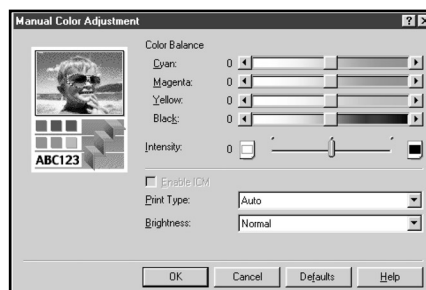 Manual Color Adjustment
Color Balance
Cyan: 0
Magenta: 0
Yellow: 0
Black: 0
Intensity: 0
ABC123
Enable ICM
Print Type: Auto
Brightness: Normal
OK Cancel Defaults Help